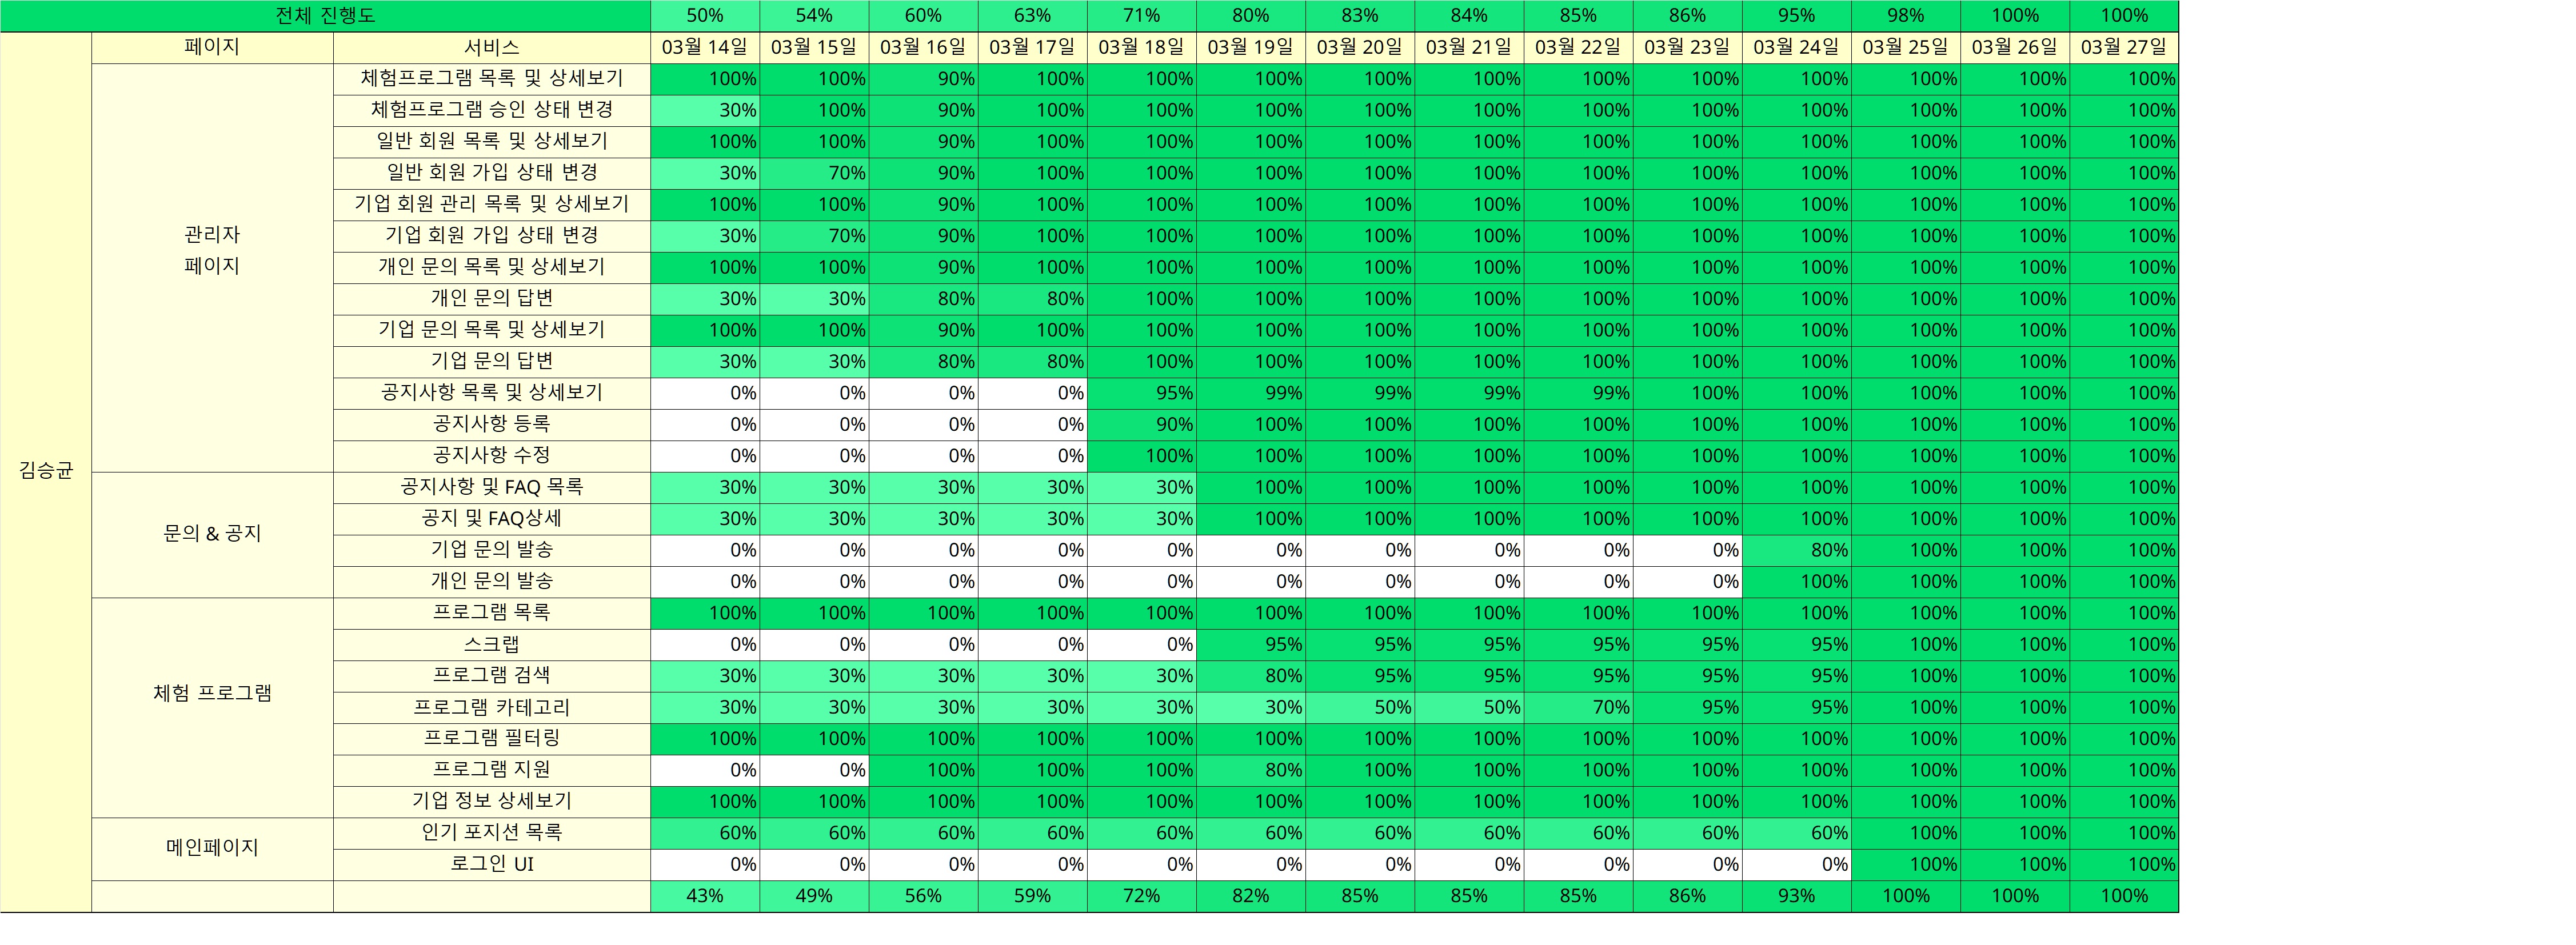 전체 진행도 50% 54% 60% 63% 71% 80% 83% 84% 85% 86% 95% 98% 100% 100%
페이지 서비스 03월 14일 03월 15일 03월 16일 03월 17일 03월 18일 03월 19일 03월 20일 03월 21일 03월 22일 03월 23일 03월 24일 03월 25일 03월 26일 03월 27일
체험프로그램 목록 및 상세보기 100% 100% 90% 100% 100% 100% 100% 100% 100% 100% 100% 100% 100% 100%
체험프로그램 승인 상태 변경 30% 100% 90% 100% 100% 100% 100% 100% 100% 100% 100% 100% 100% 100%
일반 회원 목록 및 상세보기 100% 100% 90% 100% 100% 100% 100% 100% 100% 100% 100% 100% 100% 100%
일반 회원 가입 상태 변경 30% 70% 90% 100% 100% 100% 100% 100% 100% 100% 100% 100% 100% 100%
기업 회원 관리 목록 및 상세보기 100% 100% 90% 100% 100% 100% 100% 100% 100% 100% 100% 100% 100% 100%
관리자
기업 회원 가입 상태 변경 30% 70% 90% 100% 100% 100% 100% 100% 100% 100% 100% 100% 100% 100%
페이지
개인 문의 목록 및 상세보기 100% 100% 90% 100% 100% 100% 100% 100% 100% 100% 100% 100% 100% 100%
개인 문의 답변 30% 30% 80% 80% 100% 100% 100% 100% 100% 100% 100% 100% 100% 100%
기업 문의 목록 및 상세보기 100% 100% 90% 100% 100% 100% 100% 100% 100% 100% 100% 100% 100% 100%
기업 문의 답변 30% 30% 80% 80% 100% 100% 100% 100% 100% 100% 100% 100% 100% 100%
공지사항 목록 및 상세보기 0% 0% 0% 0% 95% 99% 99% 99% 99% 100% 100% 100% 100% 100%
공지사항 등록 0% 0% 0% 0% 90% 100% 100% 100% 100% 100% 100% 100% 100% 100%
김승균
공지사항 수정 0% 0% 0% 0% 100% 100% 100% 100% 100% 100% 100% 100% 100% 100%
공지사항 및 FAQ 목록 30% 30% 30% 30% 30% 100% 100% 100% 100% 100% 100% 100% 100% 100%
문의 & 공지
공지 및 FAQ상세 30% 30% 30% 30% 30% 100% 100% 100% 100% 100% 100% 100% 100% 100%
기업 문의 발송 0% 0% 0% 0% 0% 0% 0% 0% 0% 0% 80% 100% 100% 100%
개인 문의 발송 0% 0% 0% 0% 0% 0% 0% 0% 0% 0% 100% 100% 100% 100%
프로그램 목록 100% 100% 100% 100% 100% 100% 100% 100% 100% 100% 100% 100% 100% 100%
스크랩 0% 0% 0% 0% 0% 95% 95% 95% 95% 95% 95% 100% 100% 100%
체험 프로그램
프로그램 검색 30% 30% 30% 30% 30% 80% 95% 95% 95% 95% 95% 100% 100% 100%
프로그램 카테고리 30% 30% 30% 30% 30% 30% 50% 50% 70% 95% 95% 100% 100% 100%
프로그램 필터링 100% 100% 100% 100% 100% 100% 100% 100% 100% 100% 100% 100% 100% 100%
프로그램 지원 0% 0% 100% 100% 100% 80% 100% 100% 100% 100% 100% 100% 100% 100%
기업 정보 상세보기 100% 100% 100% 100% 100% 100% 100% 100% 100% 100% 100% 100% 100% 100%
메인페이지
인기 포지션 목록 60% 60% 60% 60% 60% 60% 60% 60% 60% 60% 60% 100% 100% 100%
로그인 UI 0% 0% 0% 0% 0% 0% 0% 0% 0% 0% 0% 100% 100% 100%
43% 49% 56% 59% 72% 82% 85% 85% 85% 86% 93% 100% 100% 100%